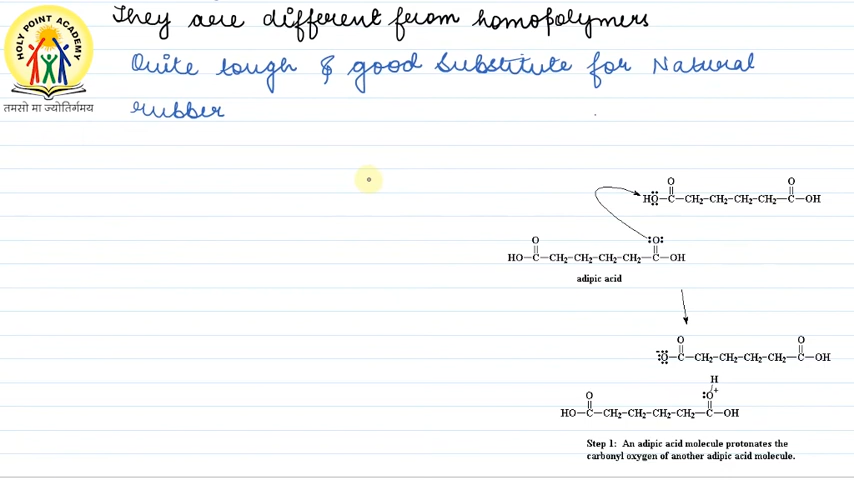 They are different from homopolymers
HOLY POINT ACADEMY
तमसो मा ज्योतिर्गमय
Quite tough & good substitute for Natural
rubber
O O
HO–C–CH2–CH2–CH2–CH2–C–OH
O :O:
HO–C–CH2–CH2–CH2–CH2–C–OH
adipic acid
O O
:O–C–CH2–CH2–CH2–CH2–C–OH
H
O :O+
HO–C–CH2–CH2–CH2–CH2–C–OH
Step 1: An adipic acid molecule protonates the
carbonyl oxygen of another adipic acid molecule.